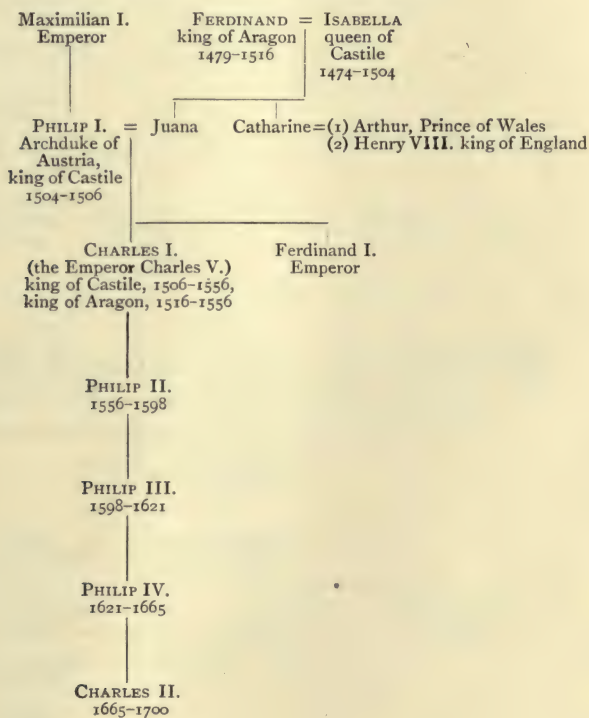 Maximilian I.
Emperor
FERDINAND = ISABELLA
king of Aragon
1479–1516
queen of
Castile
1474–1504
PHILIP I. = Juana
Archduke of
Austria,
king of Castile
1504–1506
Catharine=(1) Arthur, Prince of Wales
(2) Henry VIII. king of England
CHARLES I.
(the Emperor Charles V.)
king of Castile, 1506–1556,
king of Aragon, 1516–1556
Ferdinand I.
Emperor
PHILIP II.
1556–1598
PHILIP III.
1598–1621
PHILIP IV.
1621–1665
CHARLES II.
1665–1700